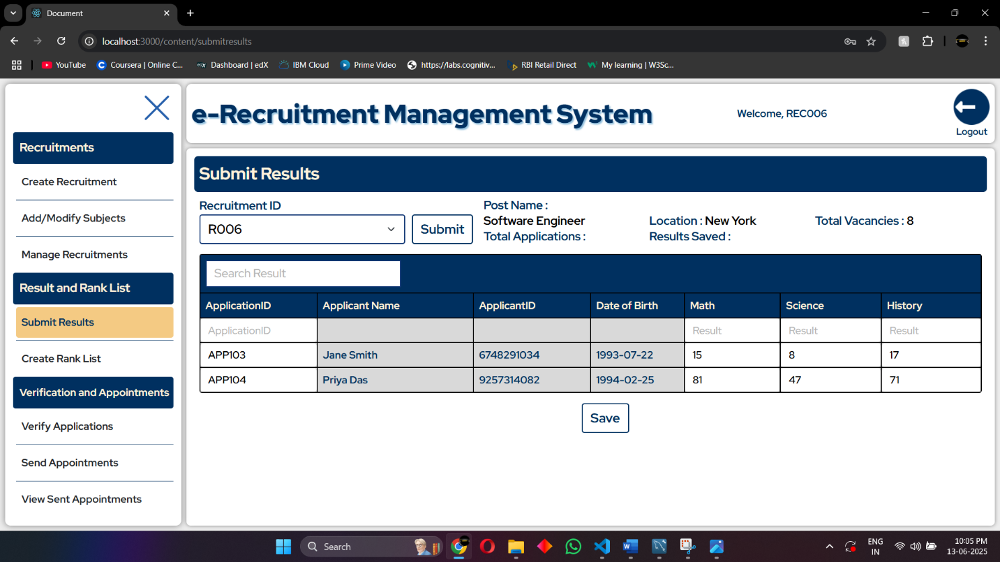 Document
localhost:3000/content/submitresults
YouTube
Coursera | Online C...
edX
Dashboard | edX
IBM Cloud
Prime Video
https://labs.cognitiv...
RBI Retail Direct
My learning | W3Sc...
e-Recruitment Management System
Welcome, REC006
Logout
Recruitments
Create Recruitment
Add/Modify Subjects
Manage Recruitments
Result and Rank List
Submit Results
Create Rank List
Verification and Appointments
Verify Applications
Send Appointments
View Sent Appointments
Submit Results
Recruitment ID
R006
Submit
Post Name :
Software Engineer
Location : New York
Total Vacancies : 8
Total Applications :
Results Saved :
Search Result
ApplicationID Applicant Name ApplicantID Date of Birth Math Science History
ApplicationID Result Result Result
APP103 Jane Smith 6748291034 1993-07-22 15 8 17
APP104 Priya Das 9257314082 1994-02-25 81 47 71
Save
Search
ENG
IN
10:05 PM
13-06-2025